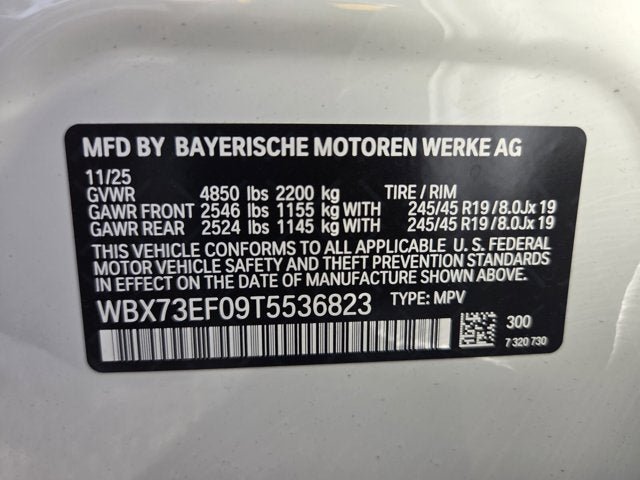 MFD BY BAYERISCHE MOTOREN WERKE AG
11/25
GVWR 4850 lbs 2200 kg TIRE / RIM
GAWR FRONT 2546 lbs 1155 kg WITH 245/45 R19/8.0Jx19
GAWR REAR 2524 lbs 1145 kg WITH 245/45 R19/8.0Jx19
THIS VEHICLE CONFORMS TO ALL APPLICABLE U.S. FEDERAL
MOTOR VEHICLE SAFETY AND THEFT PREVENTION STANDARDS
IN EFFECT ON THE DATE OF MANUFACTURE SHOWN ABOVE.
WBX73EF09T5536823 TYPE: MPV
300
7 320 730